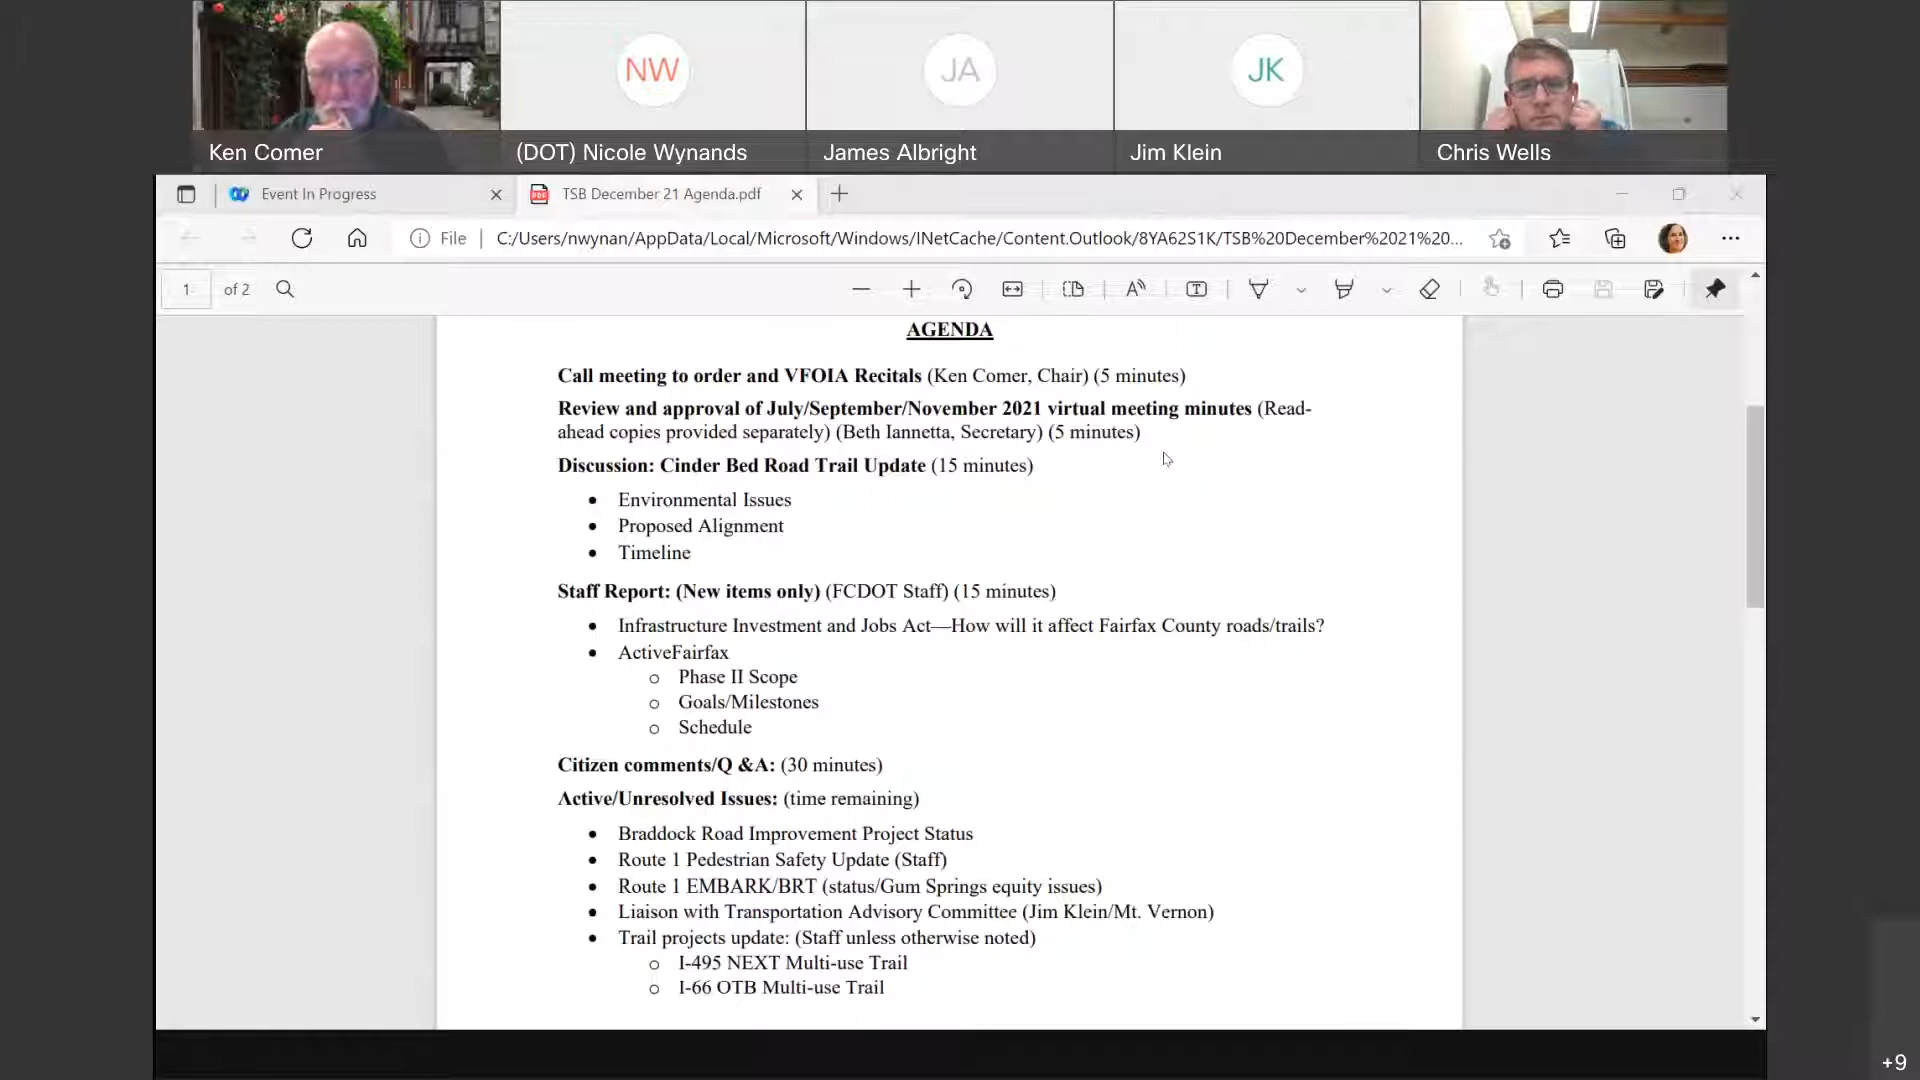 NW
JA
JK
Ken Comer
(DOT) Nicole Wynands
James Albright
Jim Klein
Chris Wells
Event In Progress
TSB December 21 Agenda.pdf
File
C:/Users/nwynan/AppData/Local/Microsoft/Windows/INetCache/Content.Outlook/8YA62S1K/TSB%20December%2021%20...
1 of 2
AGENDA
Call meeting to order and VFOIA Recitals (Ken Comer, Chair) (5 minutes)
Review and approval of July/September/November 2021 virtual meeting minutes (Read-
ahead copies provided separately) (Beth Iannetta, Secretary) (5 minutes)
Discussion: Cinder Bed Road Trail Update (15 minutes)
• Environmental Issues
• Proposed Alignment
• Timeline
Staff Report: (New items only) (FCDOT Staff) (15 minutes)
• Infrastructure Investment and Jobs Act—How will it affect Fairfax County roads/trails?
• ActiveFairfax
o Phase II Scope
o Goals/Milestones
o Schedule
Citizen comments/Q &A: (30 minutes)
Active/Unresolved Issues: (time remaining)
• Braddock Road Improvement Project Status
• Route 1 Pedestrian Safety Update (Staff)
• Route 1 EMBARK/BRT (status/Gum Springs equity issues)
• Liaison with Transportation Advisory Committee (Jim Klein/Mt. Vernon)
• Trail projects update: (Staff unless otherwise noted)
o I-495 NEXT Multi-use Trail
o I-66 OTB Multi-use Trail
+9